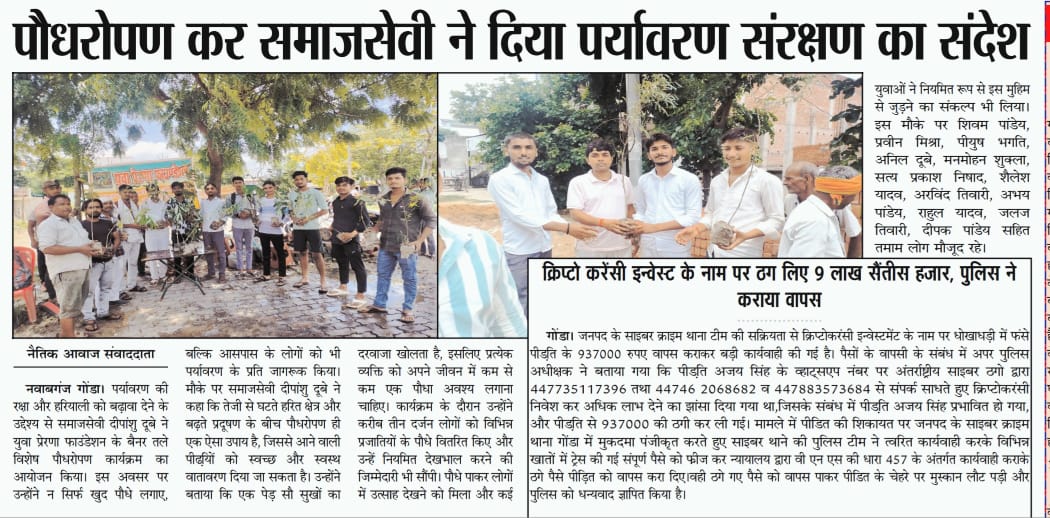 पौधरोपण कर समाजसेवी ने दिया पर्यावरण संरक्षण का संदेश
नैतिक आवाज संवाददाता
नवाबगंज गोंडा। पर्यावरण की
रक्षा और हरियाली को बढ़ावा देने के
उद्देश्य से समाजसेवी दीपांशु दूबे ने
युवा प्रेरणा फाउंडेशन के बैनर तले
विशेष पौधरोपण कार्यक्रम का
आयोजन किया। इस अवसर पर
उन्होंने न सिर्फ खुद पौधे लगाए,
बल्कि आसपास के लोगों को भी
पर्यावरण के प्रति जागरूक किया।
मौके पर समाजसेवी दीपांशु दूबे ने
कहा कि तेजी से घटते हरित क्षेत्र और
बढ़ते प्रदूषण के बीच पौधरोपण ही
एक ऐसा उपाय है, जिससे आने वाली
पीढ़ियों को स्वच्छ और स्वस्थ
वातावरण दिया जा सकता है। उन्होंने
बताया कि एक पेड़ सौ सुखों का
दरवाजा खोलता है, इसलिए प्रत्येक
व्यक्ति को अपने जीवन में कम से
कम एक पौधा अवश्य लगाना
चाहिए। कार्यक्रम के दौरान उन्होंने
करीब तीन दर्जन लोगों को विभिन्न
प्रजातियों के पौधे वितरित किए और
उन्हें नियमित देखभाल करने की
जिम्मेदारी भी सौंपी। पौधे पाकर लोगों
में उत्साह देखने को मिला और कई
युवाओं ने नियमित रूप से इस मुहिम
से जुड़ने का संकल्प भी लिया।
इस मौके पर शिवम पांडेय,
प्रवीन मिश्रा, पीयुष भगति,
अनिल दूबे, मनमोहन शुक्ला,
सत्य प्रकाश निषाद, शैलेश
यादव, अरविंद तिवारी, अभय
पांडेय, राहुल यादव, जलज
तिवारी, दीपक पांडेय सहित
तमाम लोग मौजूद रहे।
क्रिप्टो करेंसी इन्वेस्ट के नाम पर ठग लिए 9 लाख सैंतीस हजार, पुलिस ने
कराया वापस
गोंडा। जनपद के साइबर क्राइम थाना टीम की सक्रियता से क्रिप्टोकरंसी इन्वेस्टमेंट के नाम पर धोखाधड़ी में फंसे
पीड़ति के 937000 रुपए वापस कराकर बड़ी कार्यवाही की गई है। पैसों के वापसी के संबंध में अपर पुलिस
अधीक्षक ने बताया गया कि पीड़ति अजय सिंह के व्हाट्सएप नंबर पर अंतर्राष्ट्रीय साइबर ठगो द्वारा
447735117396 तथा 44746 2068682 व 447883573684 से संपर्क साधते हुए क्रिप्टोकरंसी
निवेश कर अधिक लाभ देने का झांसा दिया गया था,जिसके संबंध में पीड़ति अजय सिंह प्रभावित हो गया,
और पीड़ति से 937000 की ठगी कर ली गई। मामले में पीडित की शिकायत पर जनपद के साइबर क्राइम
थाना गोंडा में मुकदमा पंजीकृत करते हुए साइबर थाने की पुलिस टीम ने त्वरित कार्यवाही करके विभिन्न
खातों में ट्रेस की गई संपूर्ण पैसे को फ्रीज कर न्यायालय द्वारा वी एन एस की धारा 457 के अंतर्गत कार्यवाही कराके
ठगे पैसे पीड़ित को वापस करा दिए।वही ठगे गए पैसे को वापस पाकर पीडित के चेहरे पर मुस्कान लौट पड़ी और
पुलिस को धन्यवाद ज्ञापित किया है।